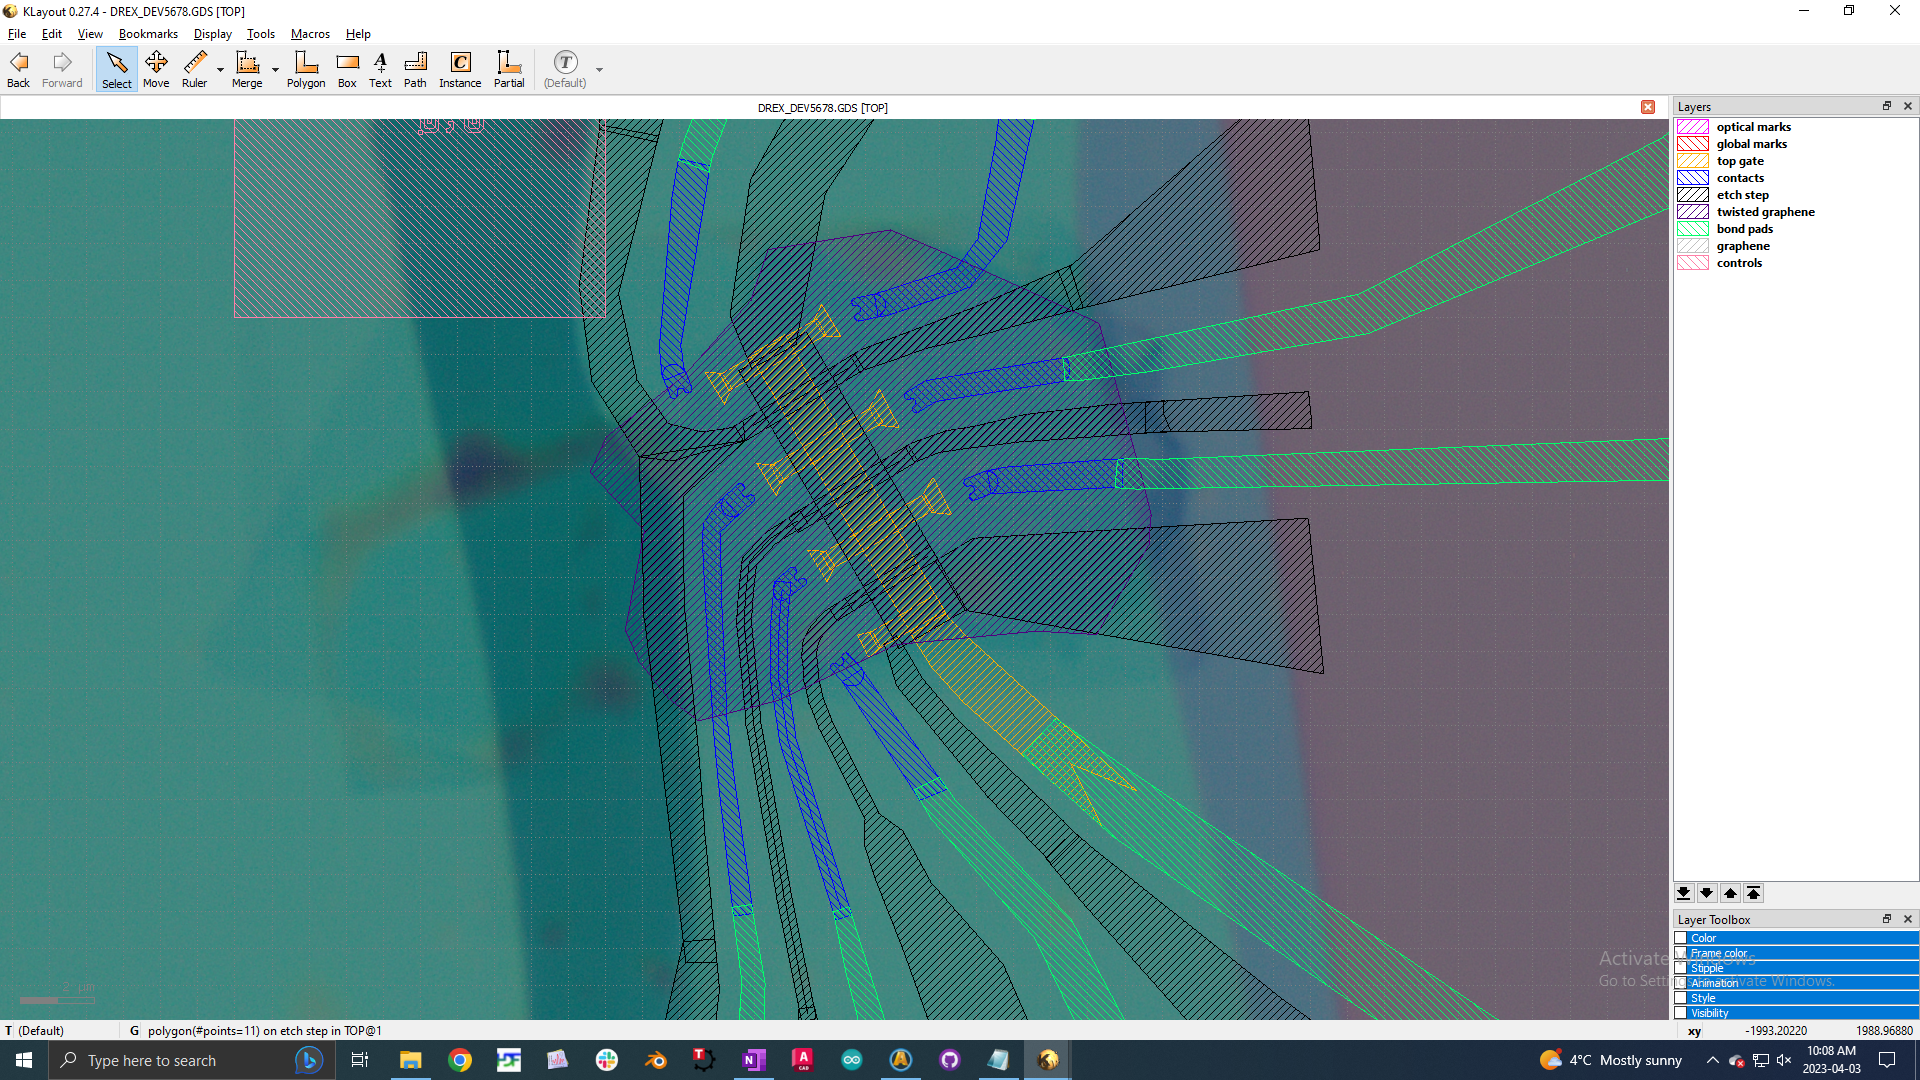 KLayout 0.27.4 - DREX_DEV5678.GDS [TOP]
File Edit View Bookmarks Display Tools Macros Help
Back Forward Select Move Ruler Merge Polygon Box Text Path Instance Partial (Default)
DREX_DEV5678.GDS [TOP]
Layers
optical marks
global marks
top gate
contacts
etch step
twisted graphene
bond pads
graphene
controls
Layer Toolbox
Color
Frame color
Stipple
Animation
Style
Visibility
Activate Windows
Go to Settings to activate Windows.
2 µm
T (Default) G polygon(#points=11) on etch step in TOP@1 xy -1993.20220 1988.96880
Type here to search
4°C Mostly sunny
10:08 AM
2023-04-03